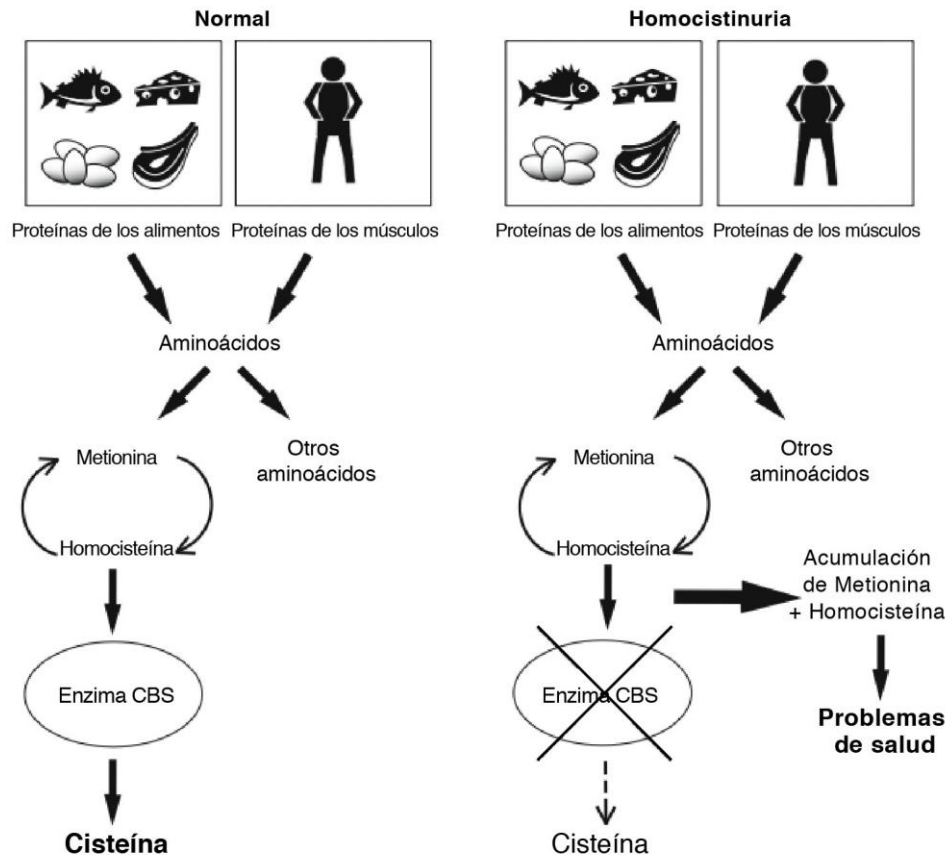 Normal
Proteínas de los alimentos
Proteínas de los músculos
Aminoácidos
Metionina
Otros
aminoácidos
Homocisteína
Enzima CBS
Cisteína
Homocistinuria
Proteínas de los alimentos
Proteínas de los músculos
Aminoácidos
Metionina
Otros
aminoácidos
Homocisteína
Acumulación
de Metionina
+ Homocisteína
Enzima CBS
Problemas
de salud
Cisteína